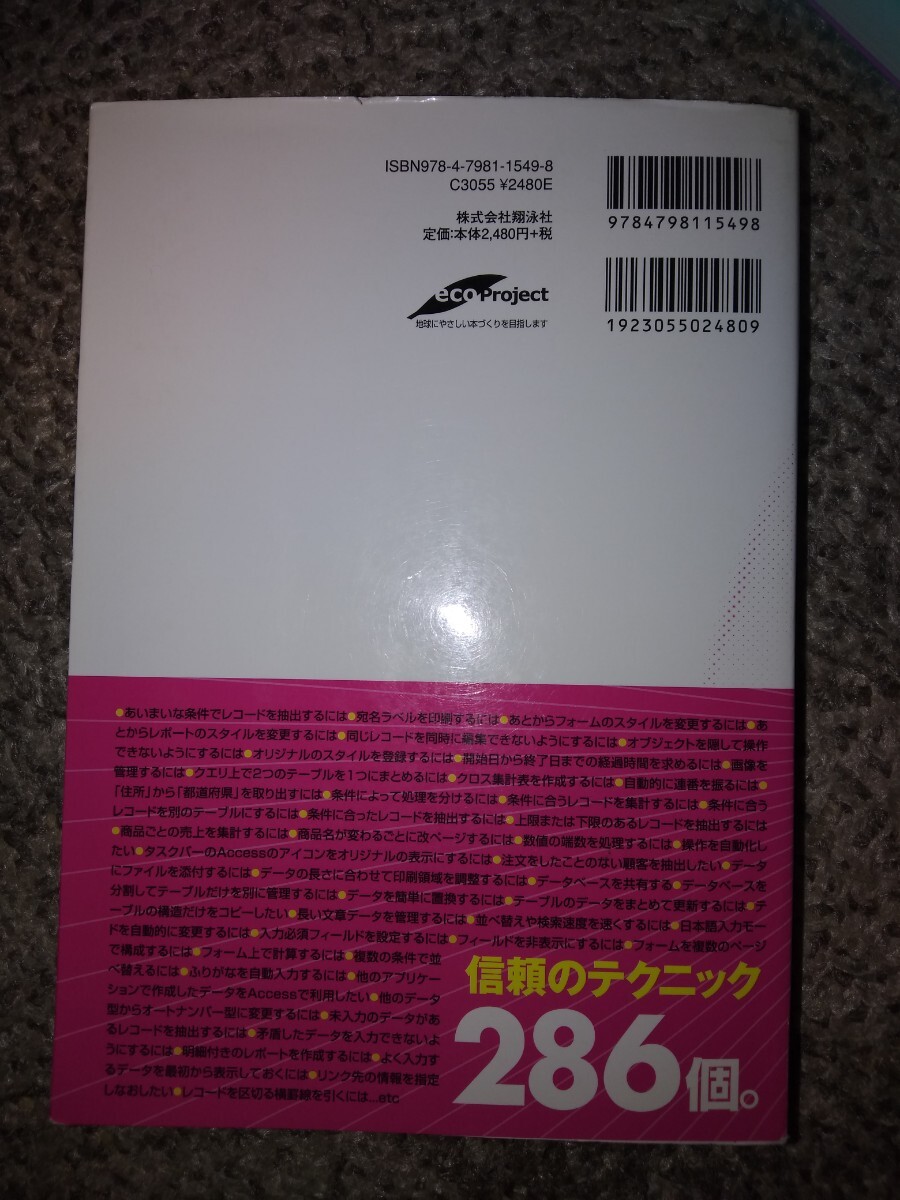 ISBN978-4-7981-1549-8
C3055 ¥2480E
株式会社翔泳社
定価:本体2,480円+税
9784798115498
ecoProject
地球にやさしい本づくりを目指します
1923055024809
●あいまいな条件でレコードを抽出するには●宛名ラベルを印刷するには●あとからフォームのスタイルを変更するには●あ
とからレポートのスタイルを変更するには●同じレコードを同時に編集できないようにするには●オブジェクトを隠して操作
できないようにするには●オリジナルのスタイルを登録するには●開始日から終了日までの経過時間を求めるには●画像を
管理するには●クエリ上で2つのテーブルを1つにまとめるには●クロス集計表を作成するには●自動的に連番を振るには●
「住所」から「都道府県」を取り出すには●条件によって処理を分けるには●条件に合うレコードを集計するには●条件に合う
レコードを別のテーブルにするには●条件に合ったレコードを抽出するには●上限または下限のあるレコードを抽出するには
●商品ごとの売上を集計するには●商品名が変わるごとに改ページするには●数値の端数を処理するには●操作を自動化し
たい●タスクバーのAccessのアイコンをオリジナルの表示にするには●注文をしたことのない顧客を抽出したい●データ
にファイルを添付するには●データの長さに合わせて印刷領域を調整するには●データベースを共有する●データベースを
分割してテーブルだけを別に管理するには●データを簡単に置換するには●テーブルのデータをまとめて更新するには●テ
ーブルの構造だけをコピーしたい●長い文章データを管理するには●並べ替えや検索速度を速くするには●日本語入力モー
ドを自動的に変更するには●入力必須フィールドを設定するには●フィールドを非表示にするには●フォームを複数のページ
で構成するには●フォーム上で計算するには●複数の条件で並
べ替えるには●ふりがなを自動入力するには●他のアプリケー
ションで作成したデータをAccessで利用したい●他のデータ
型からオートナンバー型に変更するには●未入力のデータがあ
るレコードを抽出するには●矛盾したデータを入力できないよ
うにするには●明細付きのレポートを作成するには●よく入力す
るデータを最初から表示しておくには●リンク先の情報を指定
しなおしたい●レコードを区切る横罫線を引くには...etc
信頼のテクニック
286個。